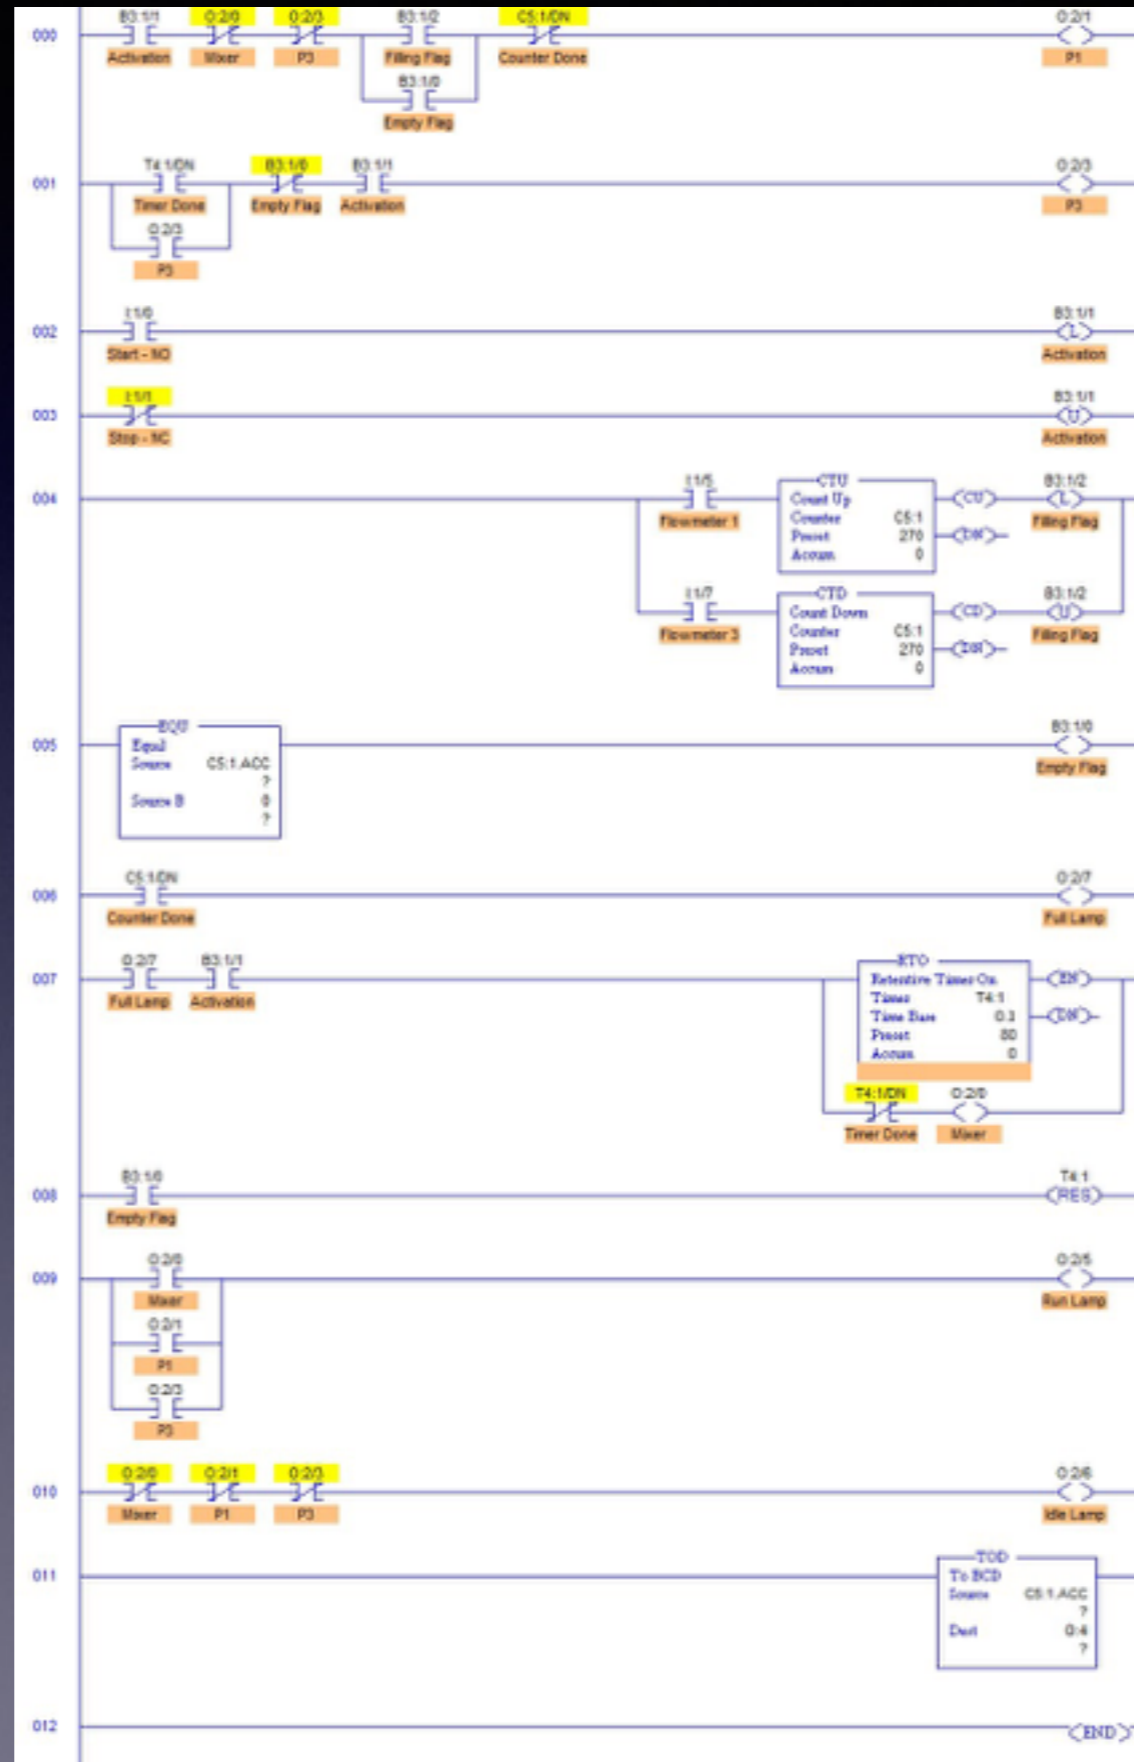 B3:1/1 O:2/0 O:2/3 B3:1/2 C5:1/DN O:2/1
000
Activation Mixer P3 Filling Flag Counter Done P1
B3:1/0
Empty Flag
T4:1/DN B3:1/0 B3:1/1 O:2/3
001
Timer Done Empty Flag Activation P3
O:2/3
P3
I:1/0 B3:1/1
002 L
Start - NO Activation
I:1/1 B3:1/1
003 U
Stop - NC Activation
I:1/5 CTU B3:1/2
004 Count Up CU L
Flowmeter 1 Counter C5:1 Filling Flag
Preset 270 DN
Accum 0
I:1/7 CTD B3:1/2
Count Down CD U
Flowmeter 3 Counter C5:1 Filling Flag
Preset 270 DN
Accum 0
EQU B3:1/0
005 Equal
Source C5:1.ACC Empty Flag
?
Source B 0
?
C5:1/DN O:2/7
006
Counter Done Full Lamp
O:2/7 B3:1/1 RTO
007 Retentive Timer On EN
Full Lamp Activation Timer T4:1
Time Base DN
Preset 80
Accum 0
T4:1/DN O:2/0
Timer Done Mixer
B3:1/0 T4:1
008 RES
Empty Flag
O:2/0 O:2/5
009
Mixer Run Lamp
O:2/1
P1
O:2/3
P3
O:2/0 O:2/1 O:2/3 O:2/6
010
Mixer P1 P3 Idle Lamp
TOD
011 To BCD
Source C5:1.ACC
?
Dest O:4
?
012 END